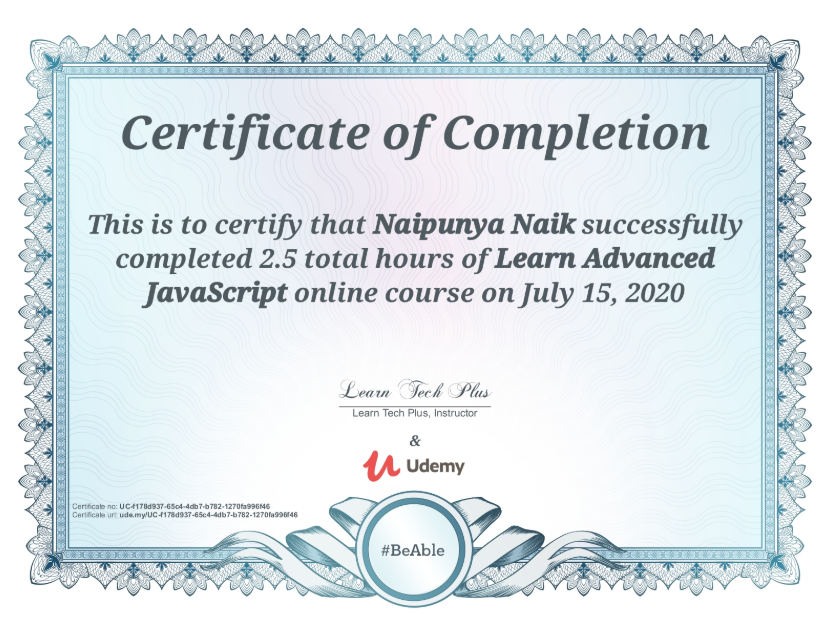 Certificate of Completion
This is to certify that Naipunya Naik successfully
completed 2.5 total hours of Learn Advanced
JavaScript online course on July 15, 2020
Learn Tech Plus
Learn Tech Plus, Instructor
&
Udemy
Certificate no: UC-f178d937-65c4-4db7-b782-1270fa996f46
Certificate url: ude.my/UC-f178d937-65c4-4db7-b782-1270fa996f46
#BeAble